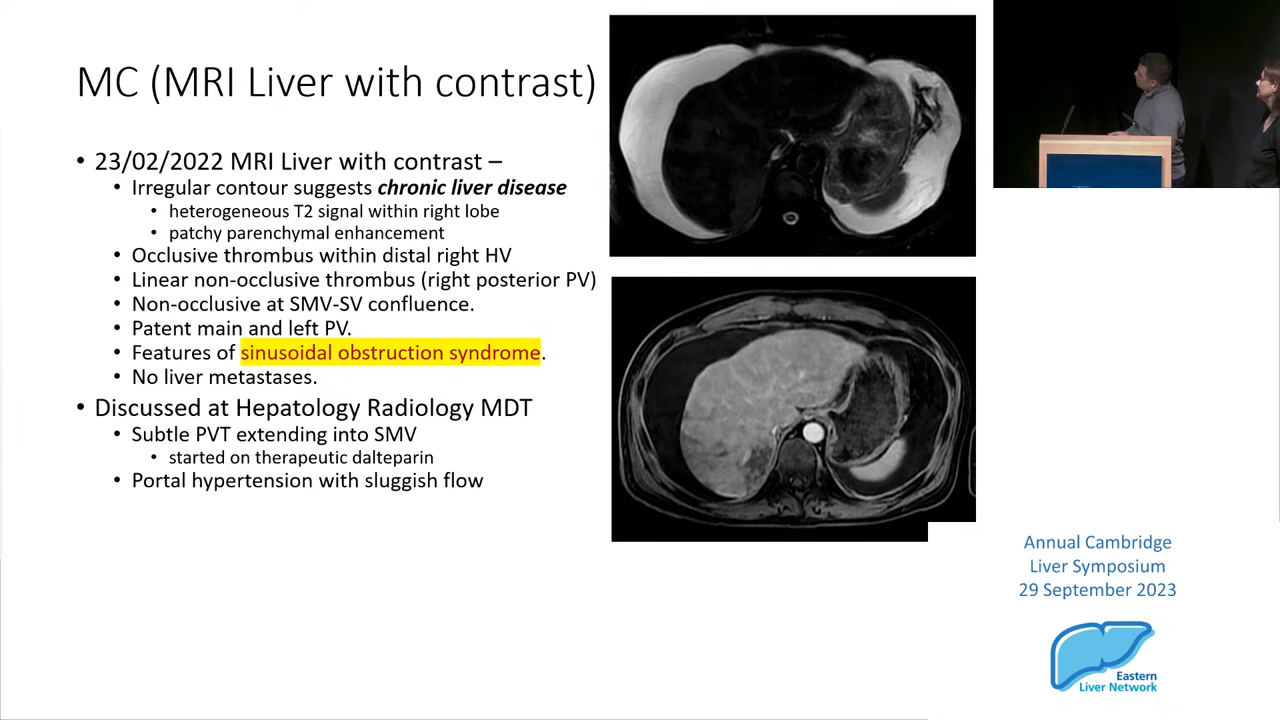 MC (MRI Liver with contrast)
• 23/02/2022 MRI Liver with contrast –
• Irregular contour suggests chronic liver disease
• heterogeneous T2 signal within right lobe
• patchy parenchymal enhancement
• Occlusive thrombus within distal right HV
• Linear non-occlusive thrombus (right posterior PV)
• Non-occlusive at SMV-SV confluence.
• Patent main and left PV.
• Features of sinusoidal obstruction syndrome.
• No liver metastases.
• Discussed at Hepatology Radiology MDT
• Subtle PVT extending into SMV
• started on therapeutic dalteparin
• Portal hypertension with sluggish flow
Annual Cambridge
Liver Symposium
29 September 2023
Eastern
Liver Network